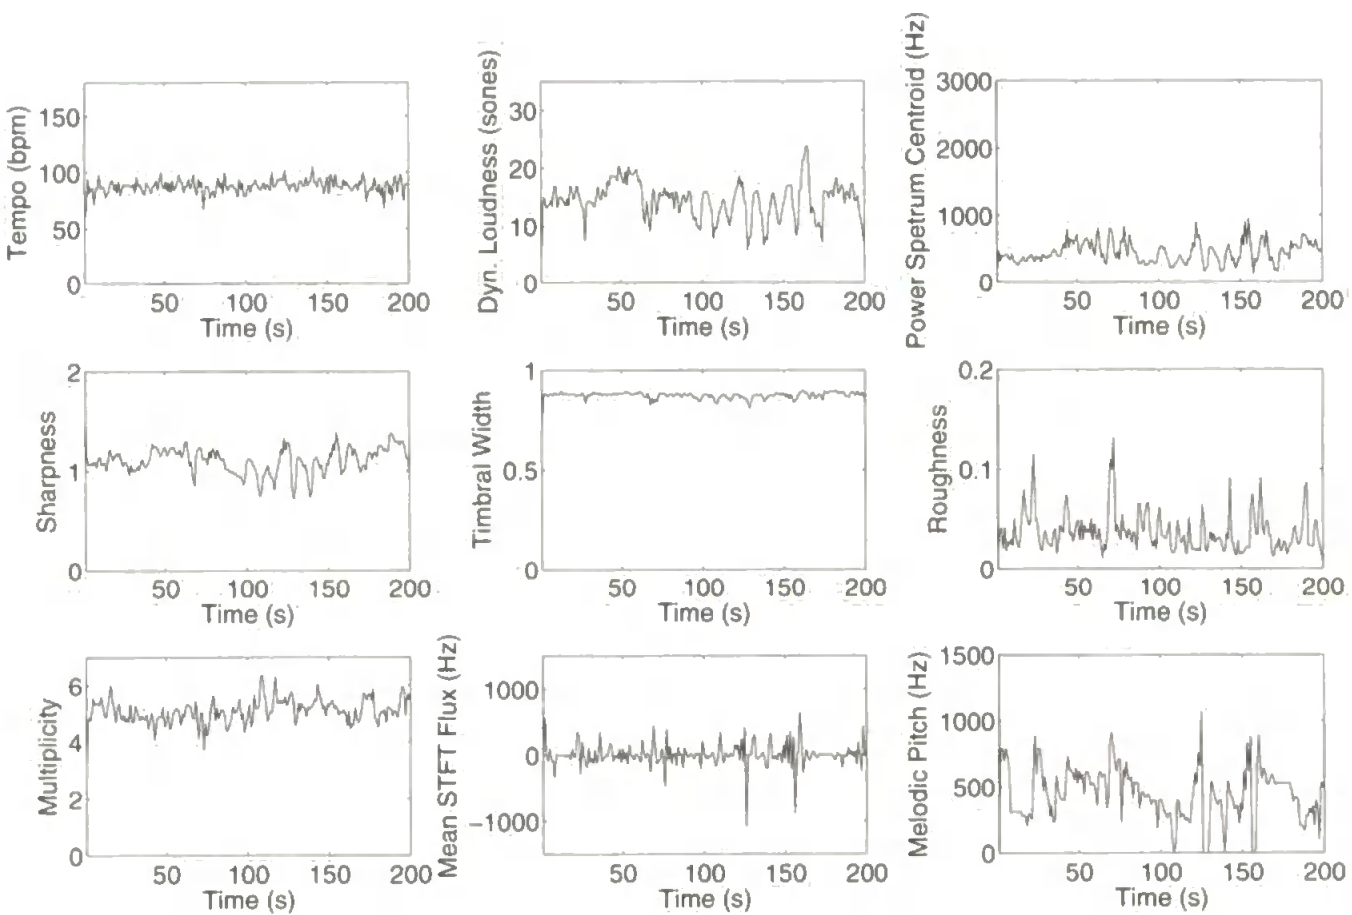 Tempo (bpm)
150
100
50
0
50 100 150 200
Time (s)
Dyn. Loudness (sones)
30
20
10
0
50 100 150 200
Time (s)
Power Spetrum Centroid (Hz)
3000
2000
1000
0
50 100 150 200
Time (s)
Sharpness
2
1
0
50 100 150 200
Time (s)
Timbral Width
1
0.5
0
50 100 150 200
Time (s)
Roughness
0.2
0.1
0
50 100 150 200
Time (s)
Multiplicity
6
4
2
0
50 100 150 200
Time (s)
Mean STFT Flux (Hz)
1000
0
−1000
50 100 150 200
Time (s)
Melodic Pitch (Hz)
1500
1000
500
0
50 100 150 200
Time (s)